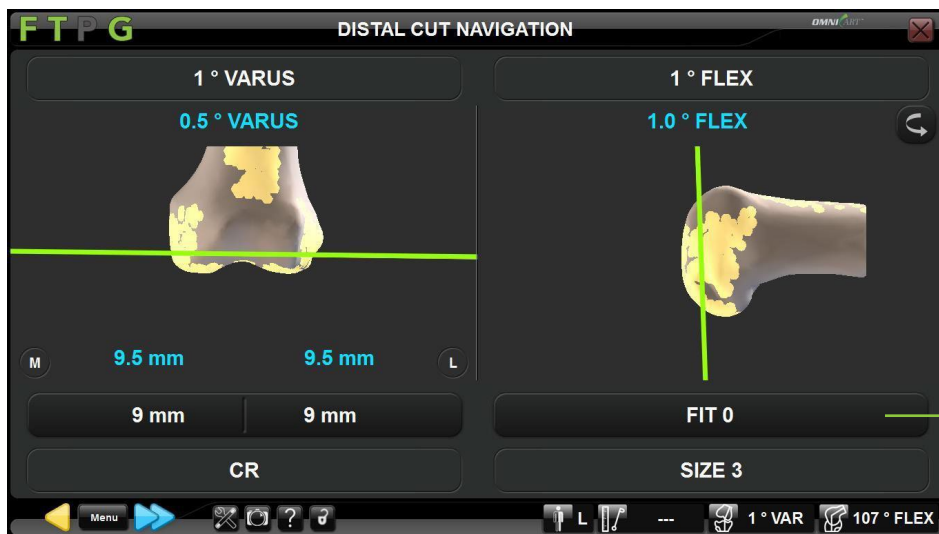 F T P G
DISTAL CUT NAVIGATION
OMNI ART™
1 ° VARUS
1 ° FLEX
0.5 ° VARUS
1.0 ° FLEX
M 9.5 mm 9.5 mm L
9 mm 9 mm
FIT 0
CR
SIZE 3
Menu ? L --- 1 ° VAR 107 ° FLEX